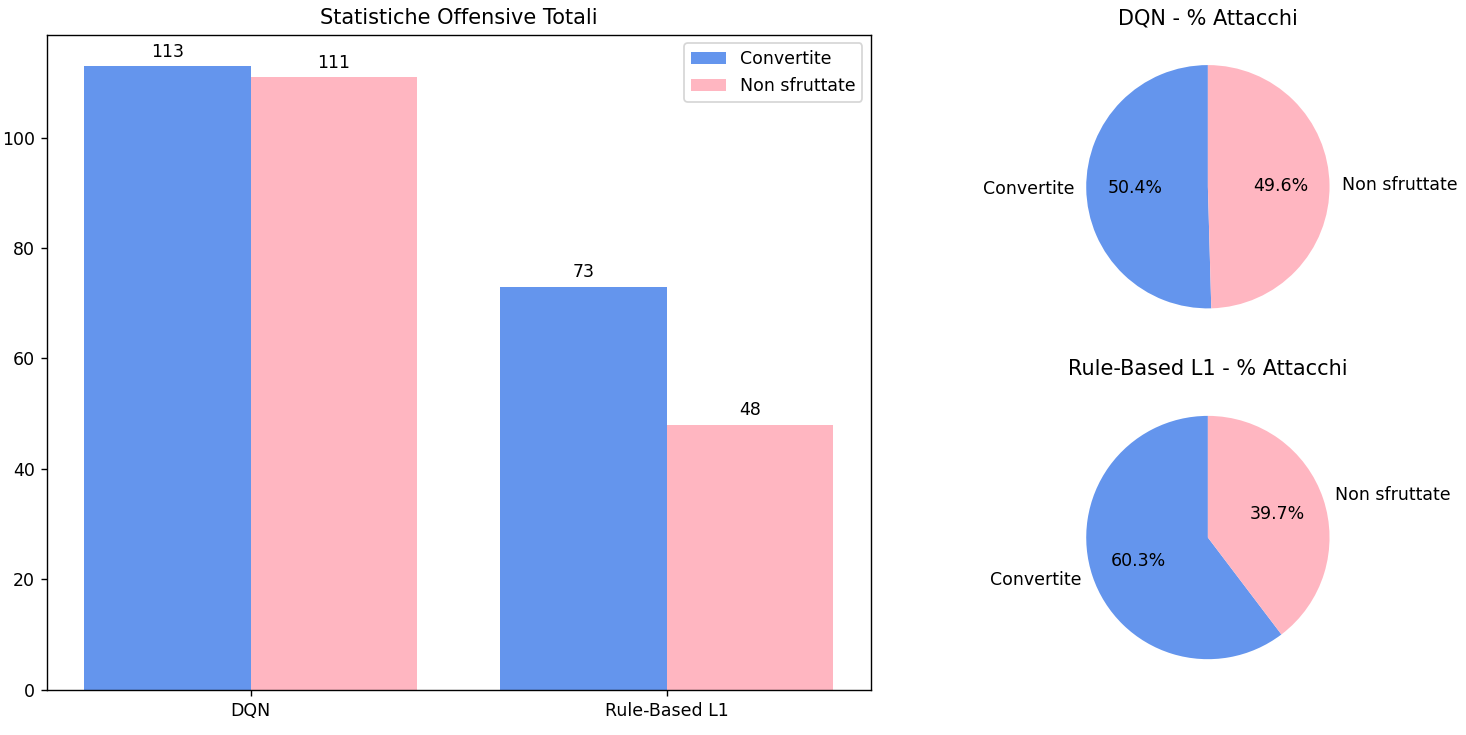 Statistiche Offensive Totali
113
111
Convertite
Non sfruttate
100
80
60
40
20
0
73
48
DQN
Rule-Based L1
DQN - % Attacchi
Convertite
50.4%
49.6%
Non sfruttate
Rule-Based L1 - % Attacchi
Non sfruttate
39.7%
60.3%
Convertite